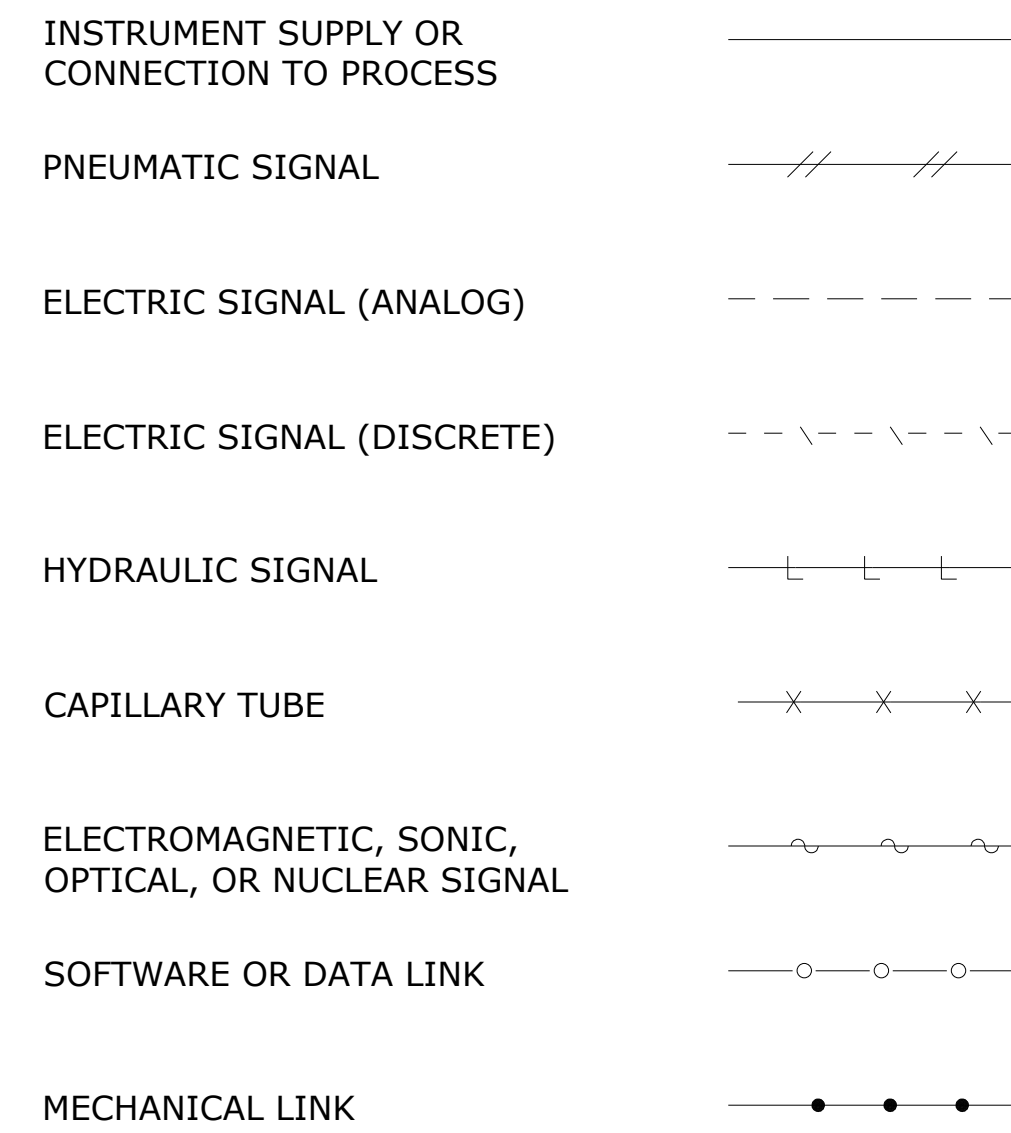 INSTRUMENT SUPPLY OR
CONNECTION TO PROCESS
PNEUMATIC SIGNAL
ELECTRIC SIGNAL (ANALOG)
ELECTRIC SIGNAL (DISCRETE)
HYDRAULIC SIGNAL
CAPILLARY TUBE
ELECTROMAGNETIC, SONIC,
OPTICAL, OR NUCLEAR SIGNAL
SOFTWARE OR DATA LINK
MECHANICAL LINK